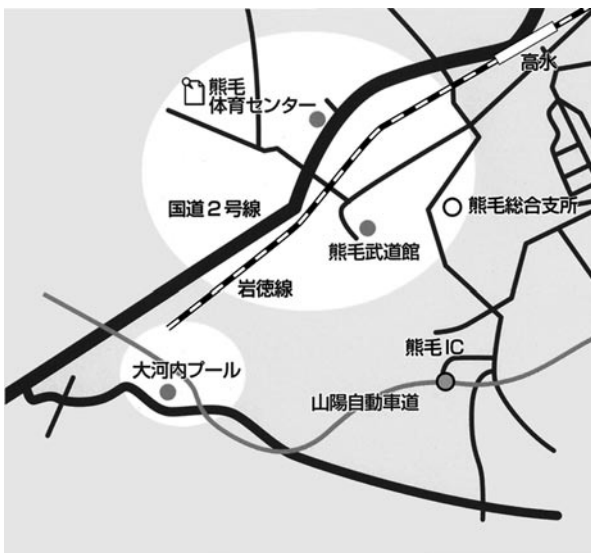 高水
熊毛
体育センター
国道2号線
熊毛総合支所
熊毛武道館
岩徳線
熊毛IC
大河内プール
山陽自動車道